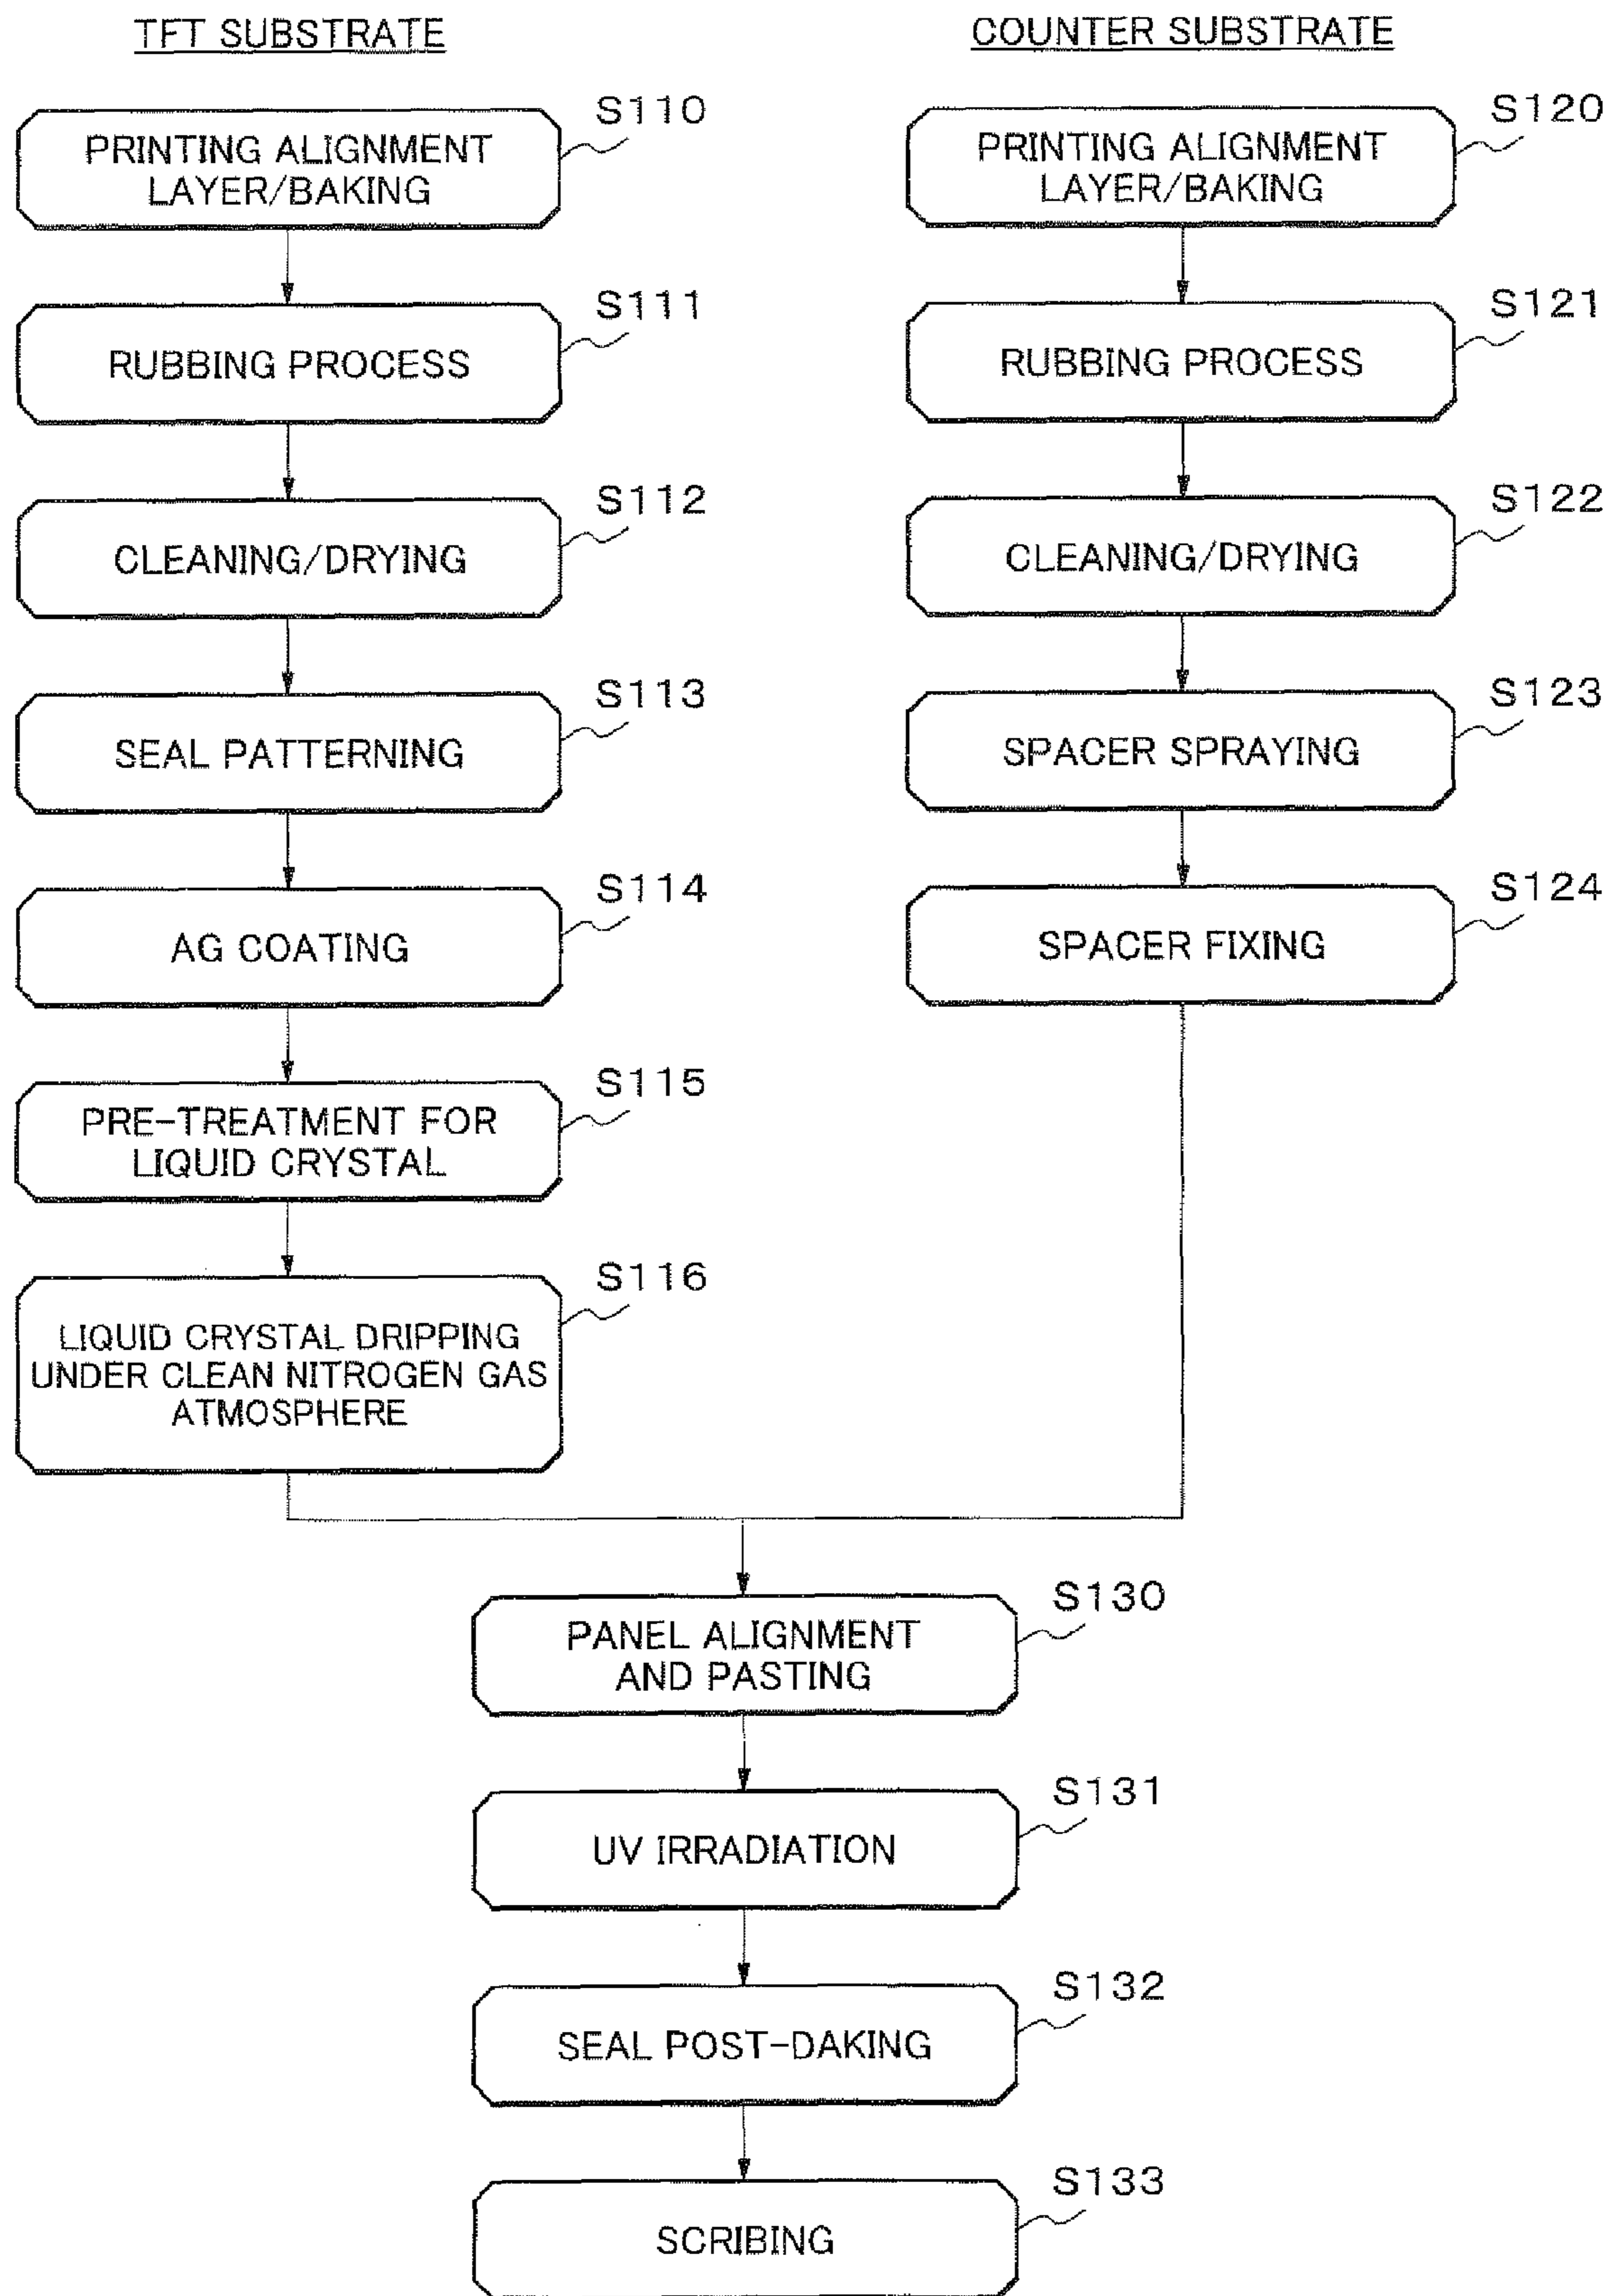 TFT SUBSTRATE
S110
PRINTING ALIGNMENT
LAYER/BAKING
S111
RUBBING PROCESS
S112
CLEANING/DRYING
S113
SEAL PATTERNING
S114
AG COATING
S115
PRE-TREATMENT FOR
LIQUID CRYSTAL
S116
LIQUID CRYSTAL DRIPPING
UNDER CLEAN NITROGEN GAS
ATMOSPHERE
COUNTER SUBSTRATE
S120
PRINTING ALIGNMENT
LAYER/BAKING
S121
RUBBING PROCESS
S122
CLEANING/DRYING
S123
SPACER SPRAYING
S124
SPACER FIXING
S130
PANEL ALIGNMENT
AND PASTING
S131
UV IRRADIATION
S132
SEAL POST-DAKING
S133
SCRIBING